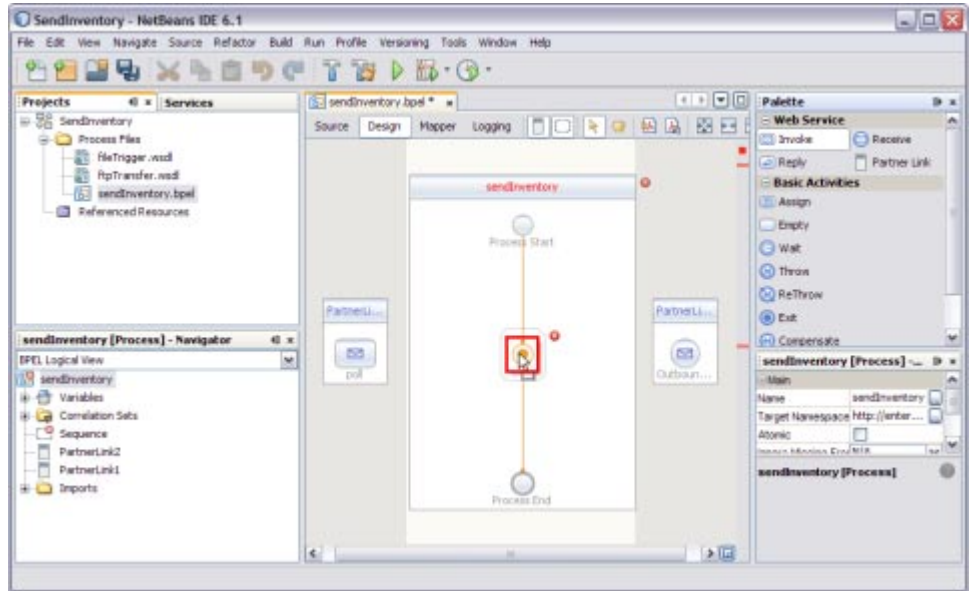 SendInventory - NetBeans IDE 6.1
File Edit View Navigate Source Refactor Build Run Profile Versioning Tools Window Help
Projects
Services
SendInventory
Process Files
fileTrigger.wsdl
ftpTransfer.wsdl
sendInventory.bpel
Referenced Resources
sendInventory [Process] - Navigator
BPEL Logical View
sendInventory
Variables
Correlation Sets
Sequence
PartnerLink2
PartnerLink1
Imports
sendInventory.bpel *
Source Design Mapper Logging
sendInventory
Process Start
PartnerLi...
poll
PartnerLi...
Outboun...
Process End
Palette
Web Service
Invoke Receive
Reply Partner Link
Basic Activities
Assign
Empty
Wait
Throw
ReThrow
Exit
Compensate
sendInventory [Process] -...
Main
Name sendInventory
Target Namespace http://enter...
Atomic
sendInventory [Process]